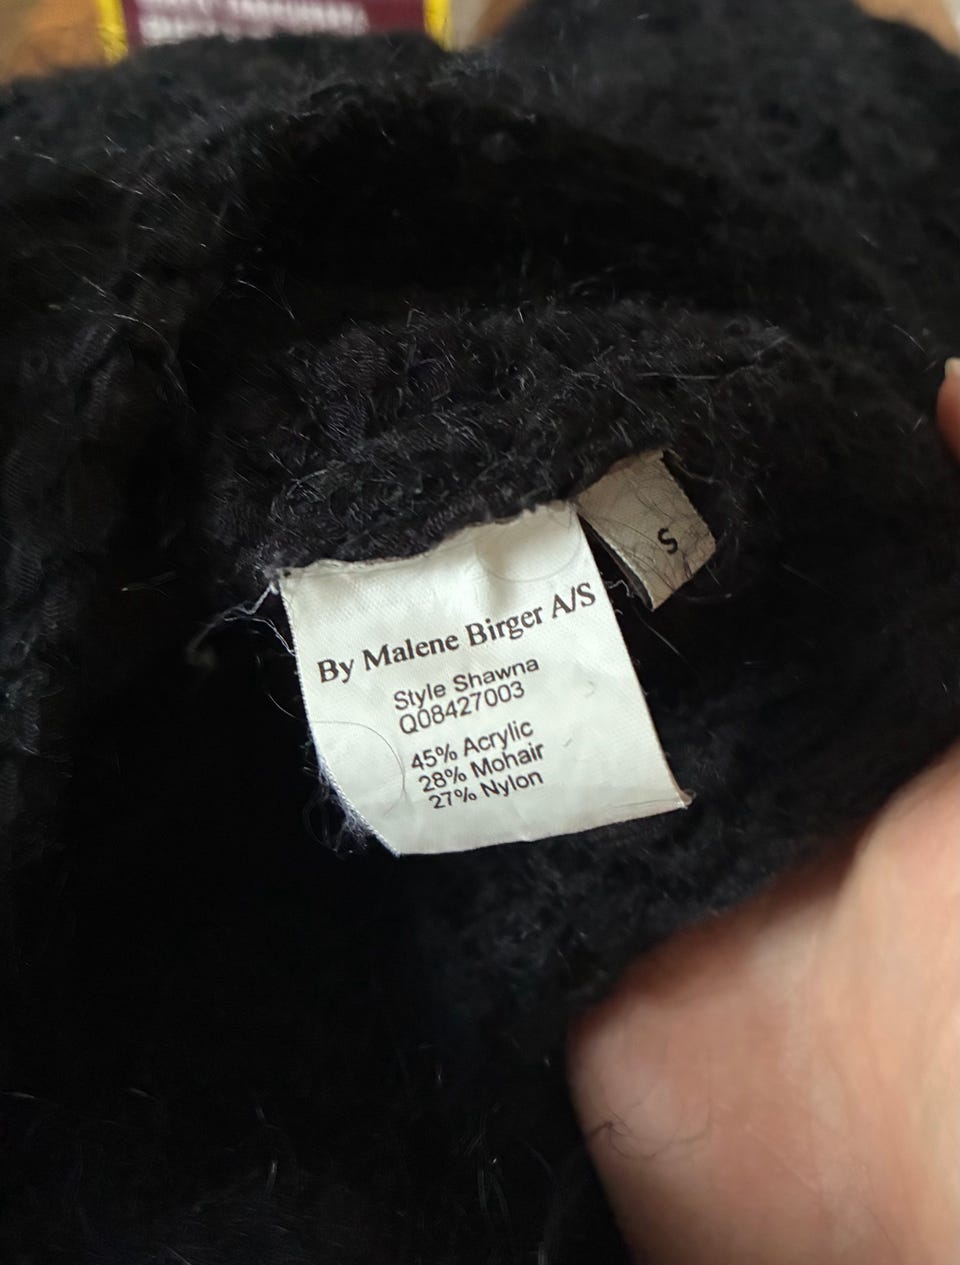 By Malene Birger A/S
Style Shawna
Q08427003
45% Acrylic
28% Mohair
27% Nylon
S